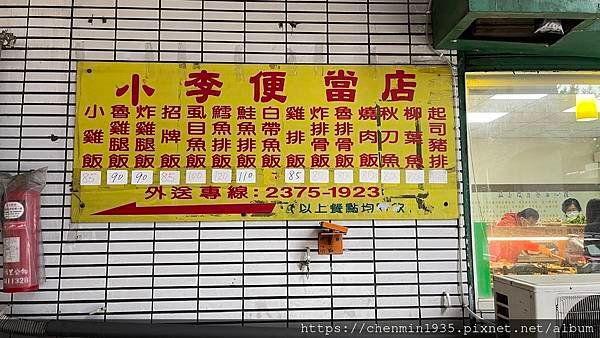 小李便當店
小雞飯
魯雞腿飯
炸雞腿飯
招牌飯
虱目魚飯
鱈魚排飯
鮭魚排飯
白帶魚飯
雞排飯
炸排骨飯
魯排骨飯
燒肉飯
秋刀魚
柳葉魚
起司豬排
85 90 90 85 100 120 110 85 80
外送專線:2375-1923
以上餐點均
https://chenmin1935.pixnet.net/album